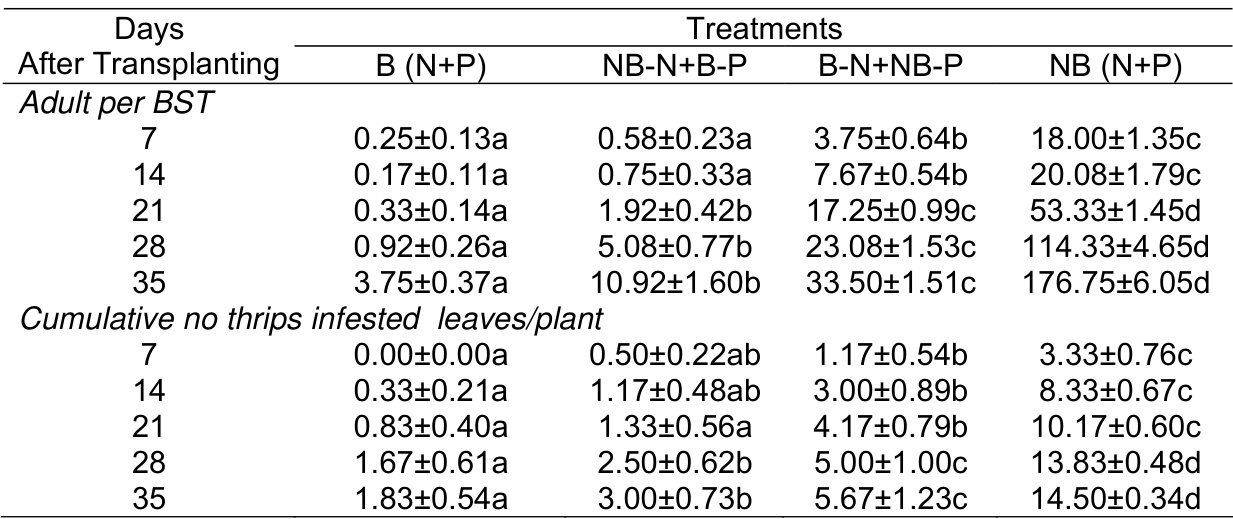 Days Treatments
After Transplanting B (N+P) NB-N+B-P B-N+NB-P NB (N+P)
Adult per BST
7 0.25±0.13a 0.58±0.23a 3.75±0.64b 18.00±1.35c
14 0.17±0.11a 0.75±0.33a 7.67±0.54b 20.08±1.79c
21 0.33±0.14a 1.92±0.42b 17.25±0.99c 53.33±1.45d
28 0.92±0.26a 5.08±0.77b 23.08±1.53c 114.33±4.65d
35 3.75±0.37a 10.92±1.60b 33.50±1.51c 176.75±6.05d
Cumulative no thrips infested leaves/plant
7 0.00±0.00a 0.50±0.22ab 1.17±0.54b 3.33±0.76c
14 0.33±0.21a 1.17±0.48ab 3.00±0.89b 8.33±0.67c
21 0.83±0.40a 1.33±0.56a 4.17±0.79b 10.17±0.60c
28 1.67±0.61a 2.50±0.62b 5.00±1.00c 13.83±0.48d
35 1.83±0.54a 3.00±0.73b 5.67±1.23c 14.50±0.34d